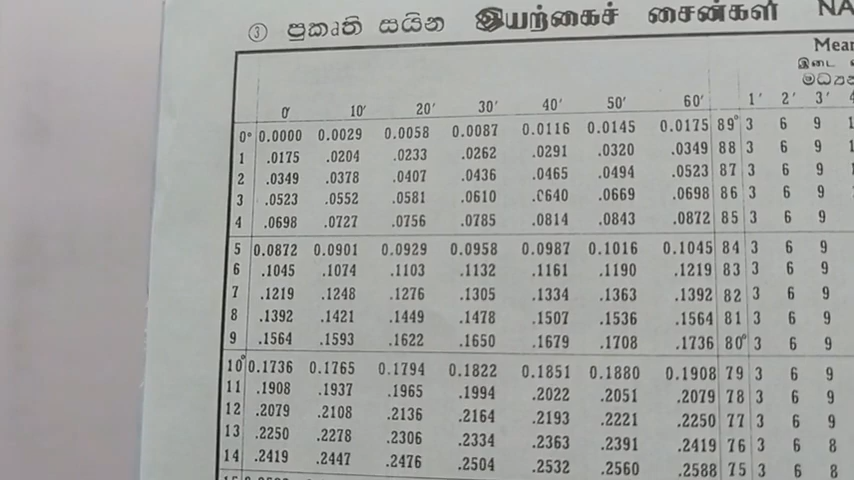 ③ ප්‍රකෘති සයින இயற்கைச் சைன்கள் NA
Mear
இடை
0′ 10′ 20′ 30′ 40′ 50′ 60′ 1′ 2′ 3′ 4
0° 0.0000 0.0029 0.0058 0.0087 0.0116 0.0145 0.0175 89° 3 6 9 1
1 .0175 .0204 .0233 .0262 .0291 .0320 .0349 88 3 6 9 1
2 .0349 .0378 .0407 .0436 .0465 .0494 .0523 87 3 6 9 1
3 .0523 .0552 .0581 .0610 .0640 .0669 .0698 86 3 6 9
4 .0698 .0727 .0756 .0785 .0814 .0843 .0872 85 3 6 9
5 0.0872 0.0901 0.0929 0.0958 0.0987 0.1016 0.1045 84 3 6 9
6 .1045 .1074 .1103 .1132 .1161 .1190 .1219 83 3 6 9
7 .1219 .1248 .1276 .1305 .1334 .1363 .1392 82 3 6 9
8 .1392 .1421 .1449 .1478 .1507 .1536 .1564 81 3 6 9
9 .1564 .1593 .1622 .1650 .1679 .1708 .1736 80° 3 6 9
10° 0.1736 0.1765 0.1794 0.1822 0.1851 0.1880 0.1908 79 3 6 9
11 .1908 .1937 .1965 .1994 .2022 .2051 .2079 78 3 6 9
12 .2079 .2108 .2136 .2164 .2193 .2221 .2250 77 3 6 9
13 .2250 .2278 .2306 .2334 .2363 .2391 .2419 76 3 6 8
14 .2419 .2447 .2476 .2504 .2532 .2560 .2588 75 3 6 8